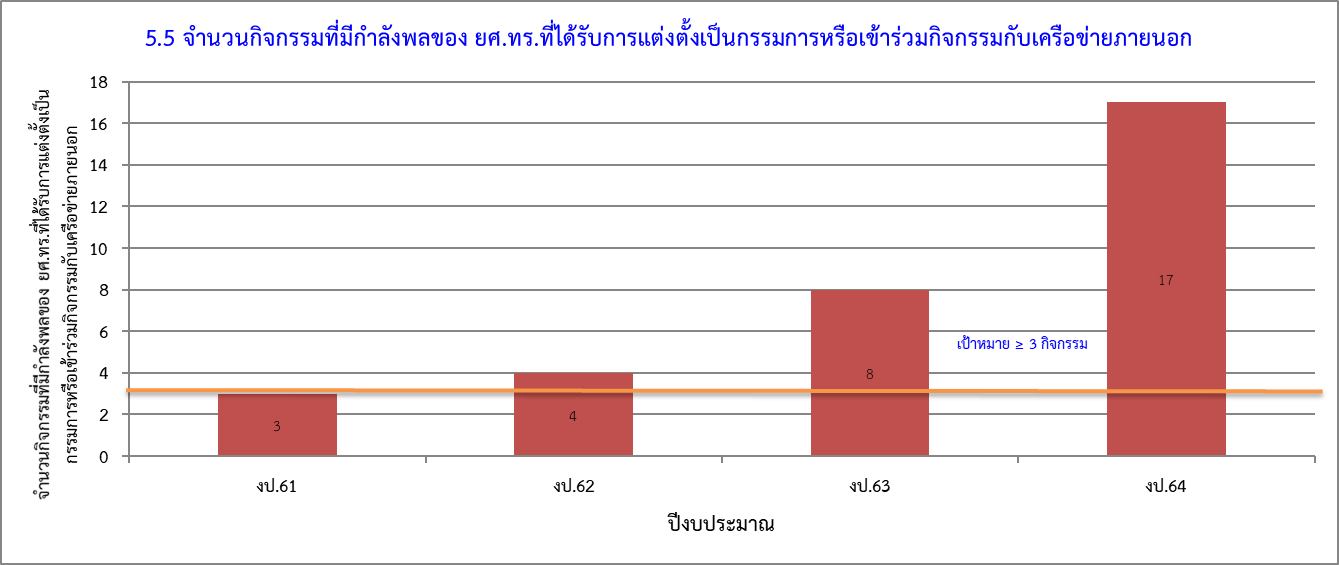 5.5 จำนวนกิจกรรมที่มีกำลังพลของ ยศ.ทร.ที่ได้รับการแต่งตั้งเป็นกรรมการหรือเข้าร่วมกิจกรรมกับเครือข่ายภายนอก
จำนวนกิจกรรมที่มีกำลังพลของ ยศ.ทร.ที่ได้รับการแต่งตั้งเป็น
กรรมการหรือเข้าร่วมกิจกรรมกับเครือข่ายภายนอก
18
16
14
12
10
8
6
4
2
0
17
เป้าหมาย ≥ 3 กิจกรรม
8
4
3
งป.61
งป.62
งป.63
งป.64
ปีงบประมาณ